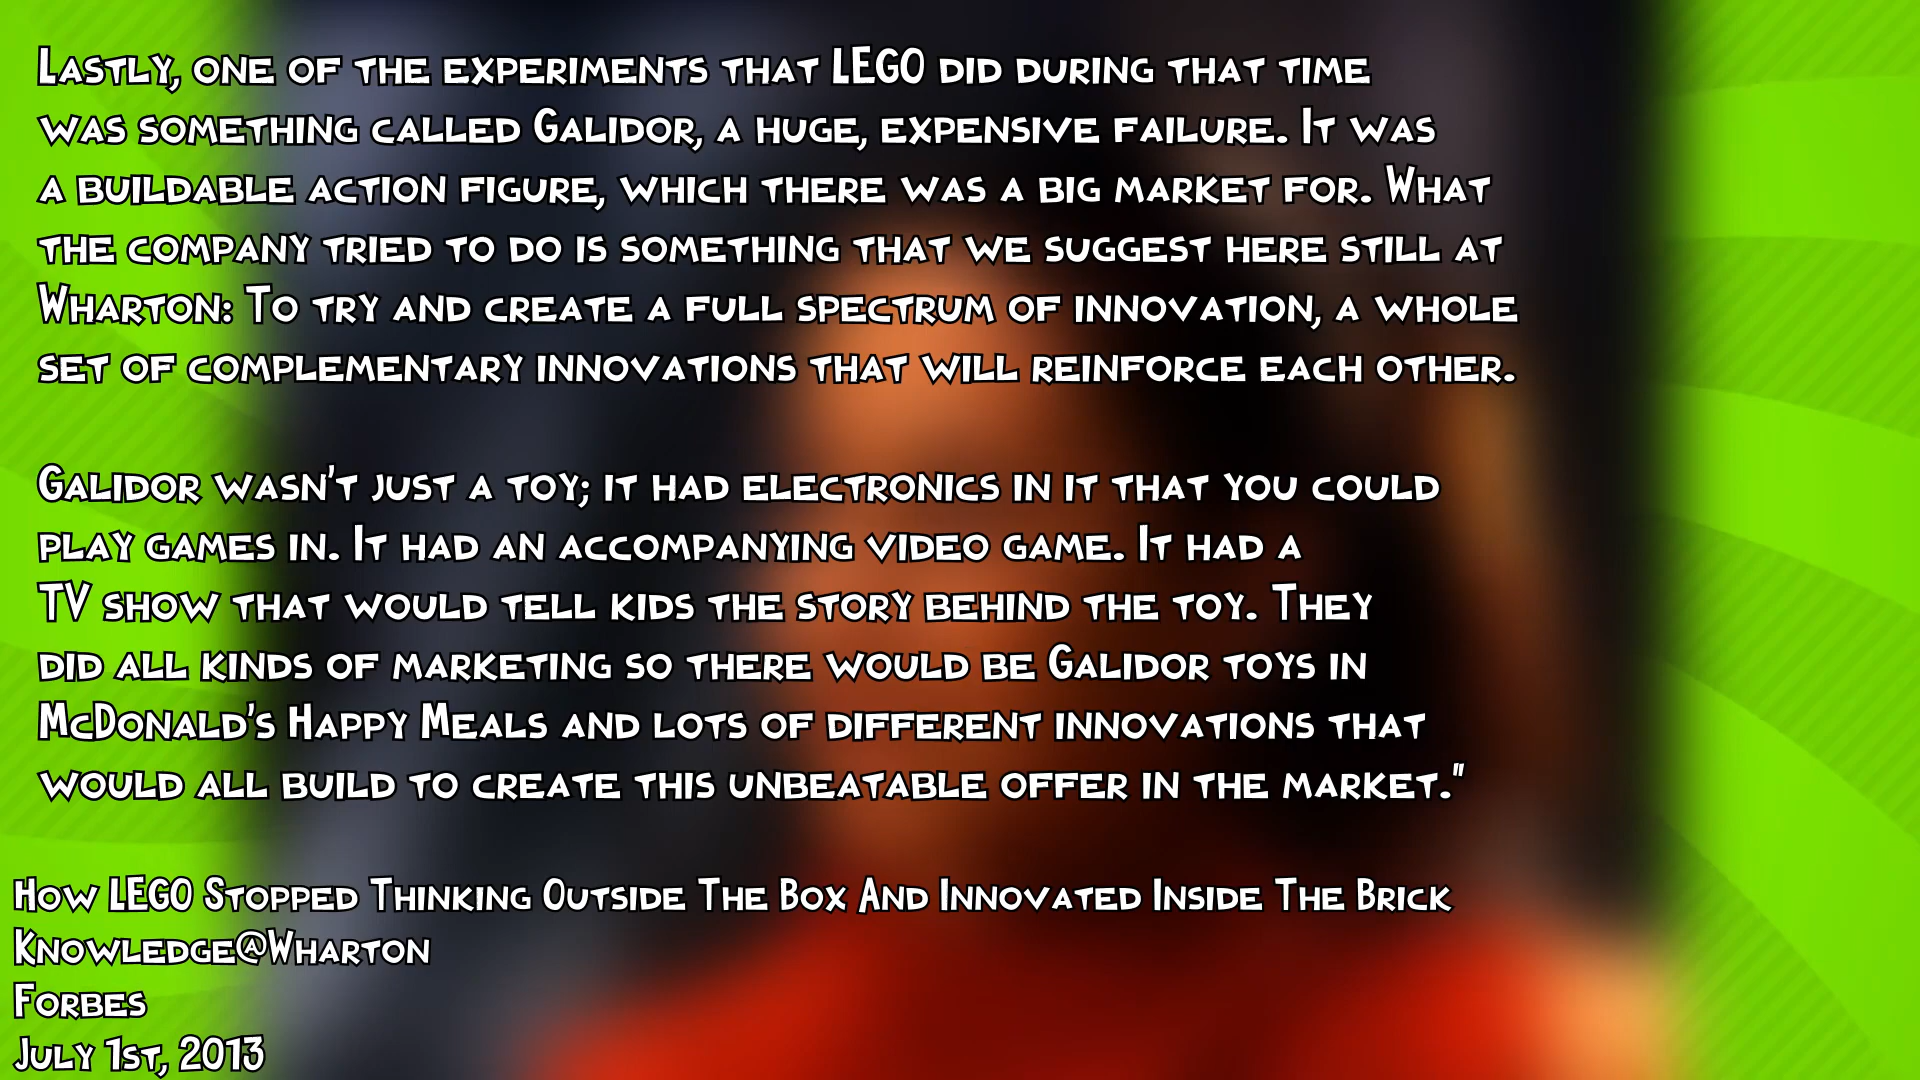 Lastly, one of the experiments that LEGO did during that time
was something called Galidor, a huge, expensive failure. It was
a buildable action figure, which there was a big market for. What
the company tried to do is something that we suggest here still at
Wharton: To try and create a full spectrum of innovation, a whole
set of complementary innovations that will reinforce each other.
Galidor wasn't just a toy; it had electronics in it that you could
play games in. It had an accompanying video game. It had a
TV show that would tell kids the story behind the toy. They
did all kinds of marketing so there would be Galidor toys in
McDonald's Happy Meals and lots of different innovations that
would all build to create this unbeatable offer in the market."
How LEGO Stopped Thinking Outside The Box And Innovated Inside The Brick
Knowledge@Wharton
Forbes
July 1st, 2013